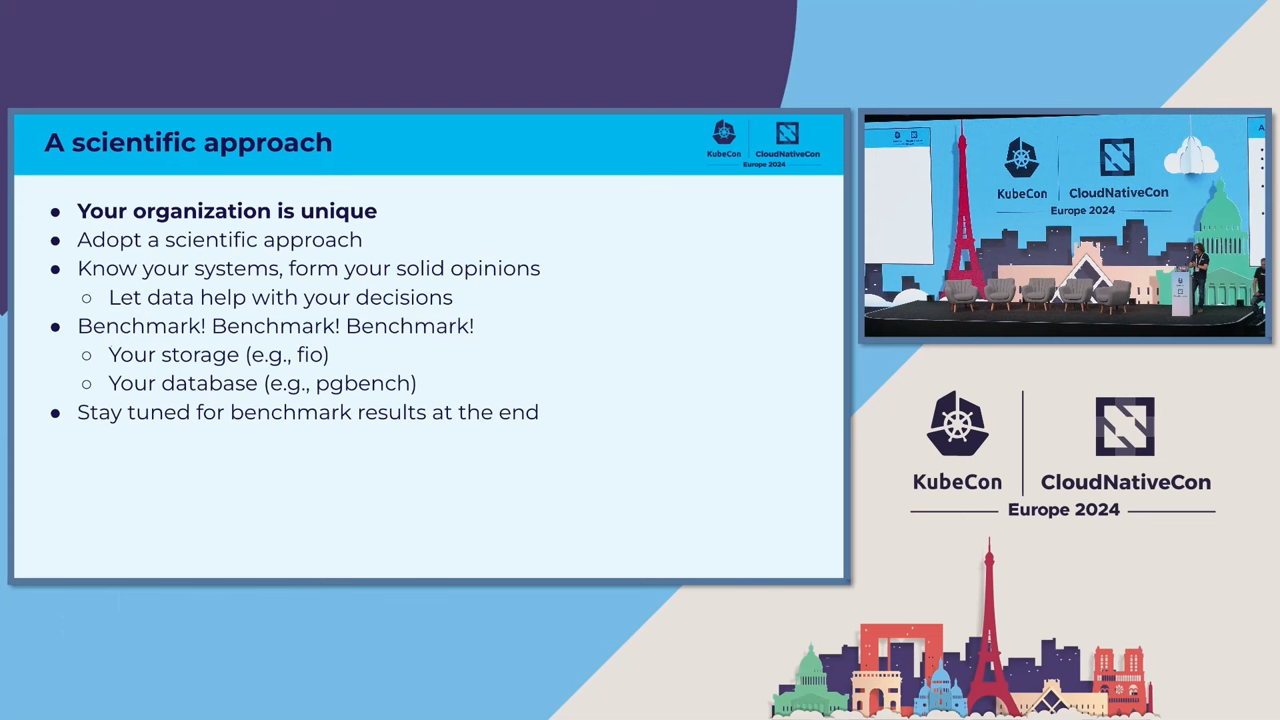 A scientific approach
KubeCon
CloudNativeCon
Europe 2024
● Your organization is unique
● Adopt a scientific approach
● Know your systems, form your solid opinions
○ Let data help with your decisions
● Benchmark! Benchmark! Benchmark!
○ Your storage (e.g., fio)
○ Your database (e.g., pgbench)
● Stay tuned for benchmark results at the end
KubeCon
CloudNativeCon
Europe 2024
KubeCon
CloudNativeCon
Europe 2024